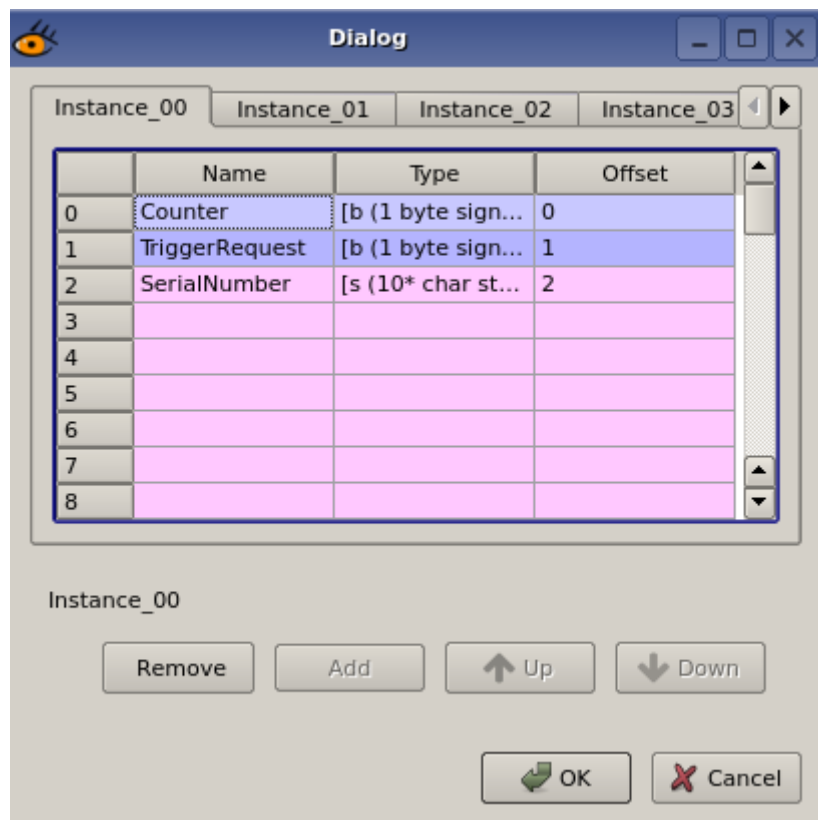 Dialog
Instance_00 Instance_01 Instance_02 Instance_03
Name Type Offset
0 Counter [b (1 byte sign... 0
1 TriggerRequest [b (1 byte sign... 1
2 SerialNumber [s (10* char st... 2
3
4
5
6
7
8
Instance_00
Remove Add Up Down
OK Cancel